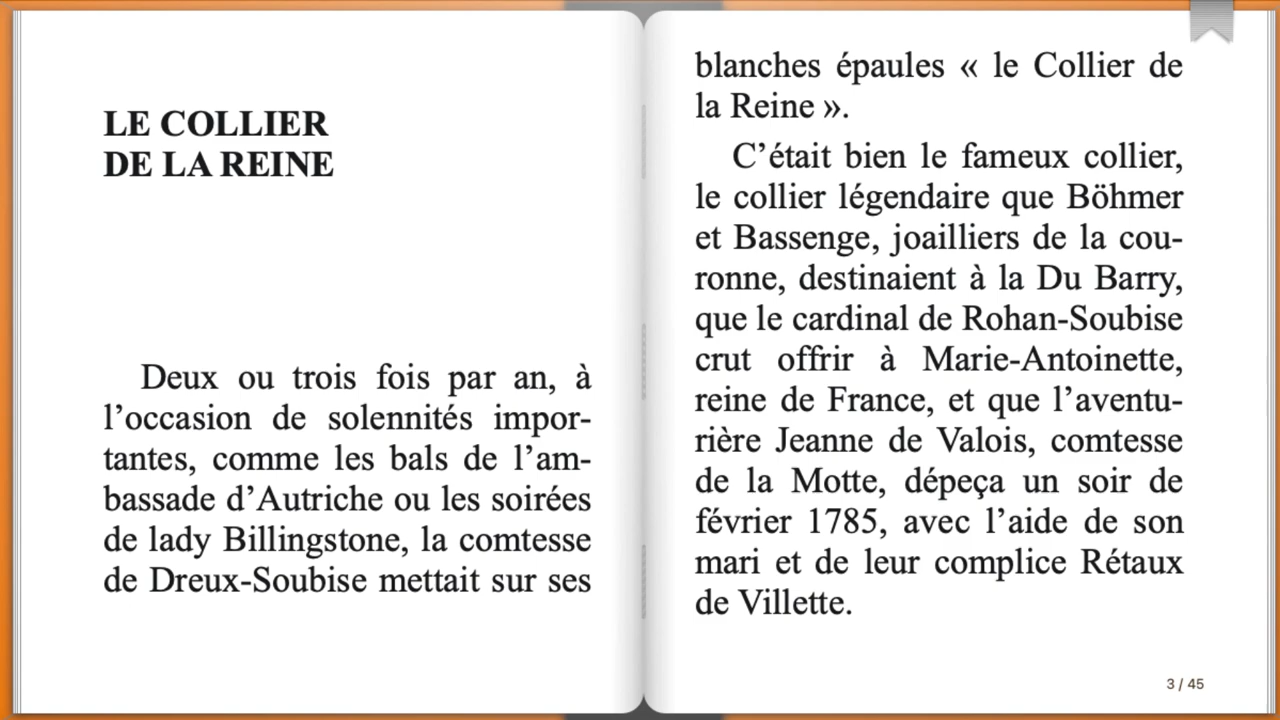 LE COLLIER
DE LA REINE
Deux ou trois fois par an, à
l’occasion de solennités impor-
tantes, comme les bals de l’am-
bassade d’Autriche ou les soirées
de lady Billingstone, la comtesse
de Dreux-Soubise mettait sur ses
blanches épaules « le Collier de
la Reine ».
C’était bien le fameux collier,
le collier légendaire que Böhmer
et Bassenge, joailliers de la cou-
ronne, destinaient à la Du Barry,
que le cardinal de Rohan-Soubise
crut offrir à Marie-Antoinette,
reine de France, et que l’aventu-
rière Jeanne de Valois, comtesse
de la Motte, dépeça un soir de
février 1785, avec l’aide de son
mari et de leur complice Rétaux
de Villette.
3 / 45